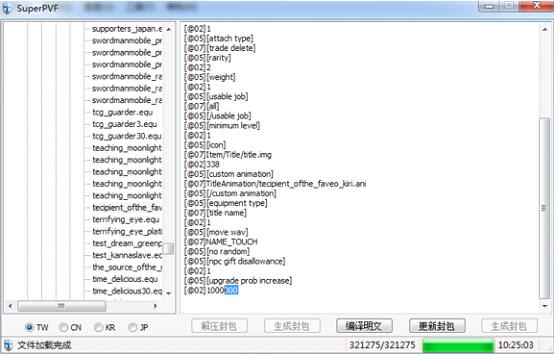 SuperPVF
supporters_japan.e
swordmanmobile_pr
swordmanmobile_ra
swordmanmobile_ra
swordmanmobile_ra
swordmanmobile_ra
tcg_guarder.equ
tcg_guarder3.equ
tcg_guarder30.equ
teaching_moonlight
teaching_moonlight
teaching_moonlight
teaching_moonlight
teaching_moonlight
tecipient_ofthe_fav
terrifying_eye.equ
terrifying_eye_plati
test_dream_greenp
test_kannaslave.ec
the_source_ofthe_r
time_delicious.equ
time_delicious30.ec
[@02]1
[@05][attach type]
[@07][trade delete]
[@05][rarity]
[@02]2
[@05][weight]
[@02]1
[@05][usable job]
[@07][all]
[@05][/usable job]
[@05][minimum level]
[@02]1
[@05][icon]
[@07]Item/Title/title.img
[@02]338
[@05][custom animation]
[@07]TitleAnimation/tecipient_ofthe_faveo_kiri.ani
[@05][/custom animation]
[@05][equipment type]
[@07][title name]
[@02]1
[@05][move wav]
[@07]NAME_TOUCH
[@05][no random]
[@05][npc gift disallowance]
[@02]1
[@05][upgrade prob increase]
[@02]1000000
TW CN KR JP
解压封包 生成封包 编译明文 更新封包 生成封包
文件加载完成 321275/321275 10:25:03